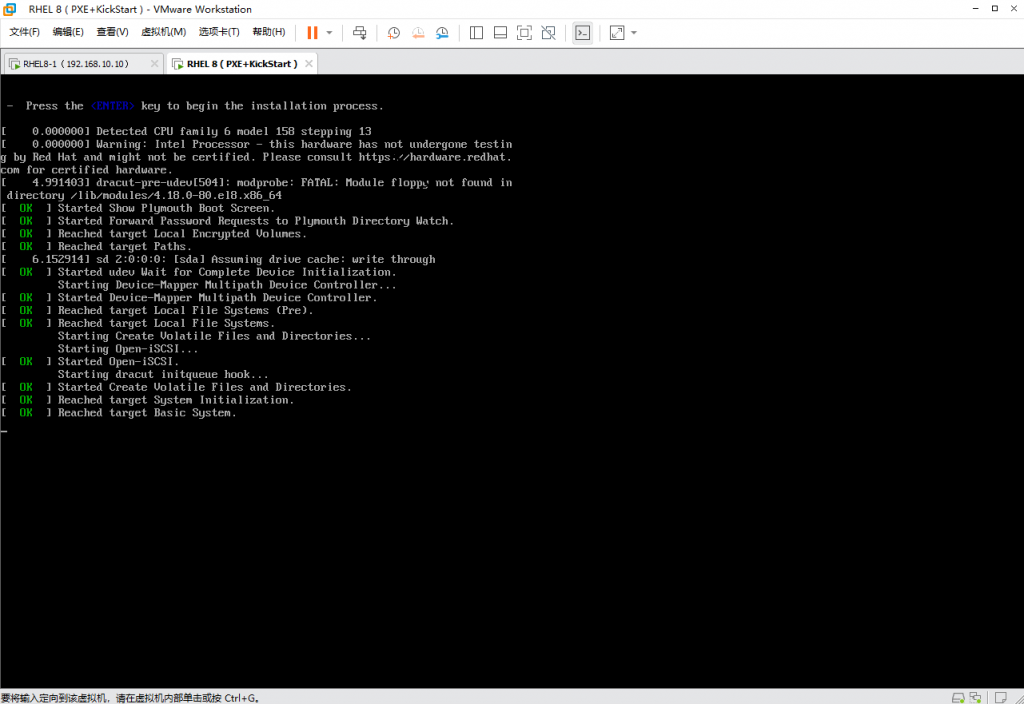 RHEL 8 ( PXE+KickStart ) - VMware Workstation
文件(F) 编辑(E) 查看(V) 虚拟机(M) 选项卡(T) 帮助(H)
RHEL8-1 ( 192.168.10.10 ) RHEL 8 ( PXE+KickStart )
- Press the <ENTER> key to begin the installation process.
[    0.000000] Detected CPU family 6 model 158 stepping 13
[    0.000000] Warning: Intel Processor - this hardware has not undergone testin
g by Red Hat and might not be certified. Please consult https://hardware.redhat.
com for certified hardware.
[    4.991403] dracut-pre-udev[504]: modprobe: FATAL: Module floppy not found in
directory /lib/modules/4.18.0-80.el8.x86_64
[  OK  ] Started Show Plymouth Boot Screen.
[  OK  ] Started Forward Password Requests to Plymouth Directory Watch.
[  OK  ] Reached target Local Encrypted Volumes.
[  OK  ] Reached target Paths.
[    6.152914] sd 2:0:0:0: [sda] Assuming drive cache: write through
[  OK  ] Started udev Wait for Complete Device Initialization.
Starting Device-Mapper Multipath Device Controller...
[  OK  ] Started Device-Mapper Multipath Device Controller.
[  OK  ] Reached target Local File Systems (Pre).
[  OK  ] Reached target Local File Systems.
Starting Create Volatile Files and Directories...
Starting Open-iSCSI...
[  OK  ] Started Open-iSCSI.
Starting dracut initqueue hook...
[  OK  ] Started Create Volatile Files and Directories.
[  OK  ] Reached target System Initialization.
[  OK  ] Reached target Basic System.
要将输入定向到该虚拟机，请在虚拟机内部单击或按 Ctrl+G。